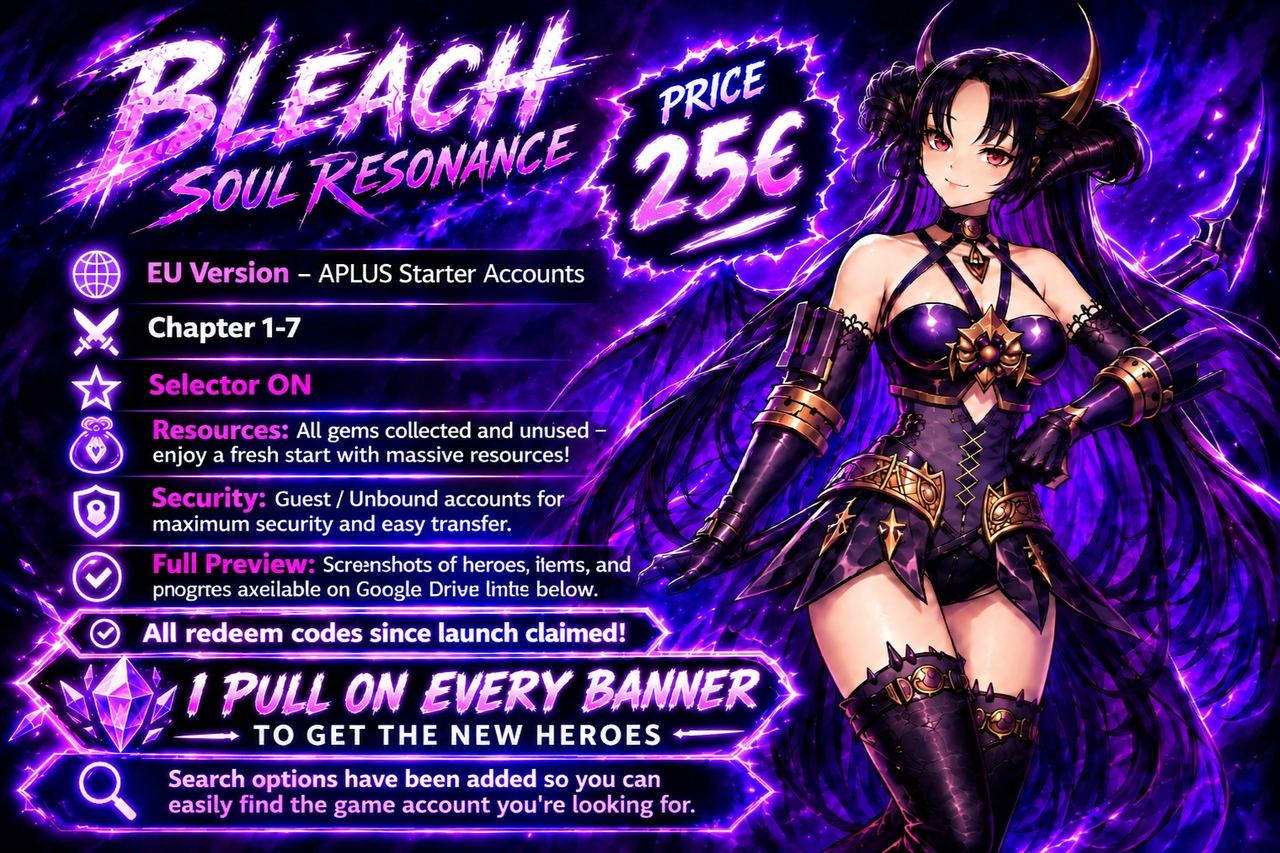 BLEACH
SOUL RESONANCE
PRICE
25€
EU Version – APLUS Starter Accounts
Chapter 1-7
Selector ON
Resources: All gems collected and unused –
enjoy a fresh start with massive resources!
Security: Guest / Unbound accounts for
maximum security and easy transfer.
Full Preview: Screenshots of heroes, items, and
axeilable on Google Drive below.
All redeem codes since launch claimed!
1 PULL ON EVERY BANNER
TO GET THE NEW HEROES
Search options have been added so you can
easily find the game account you're looking for.